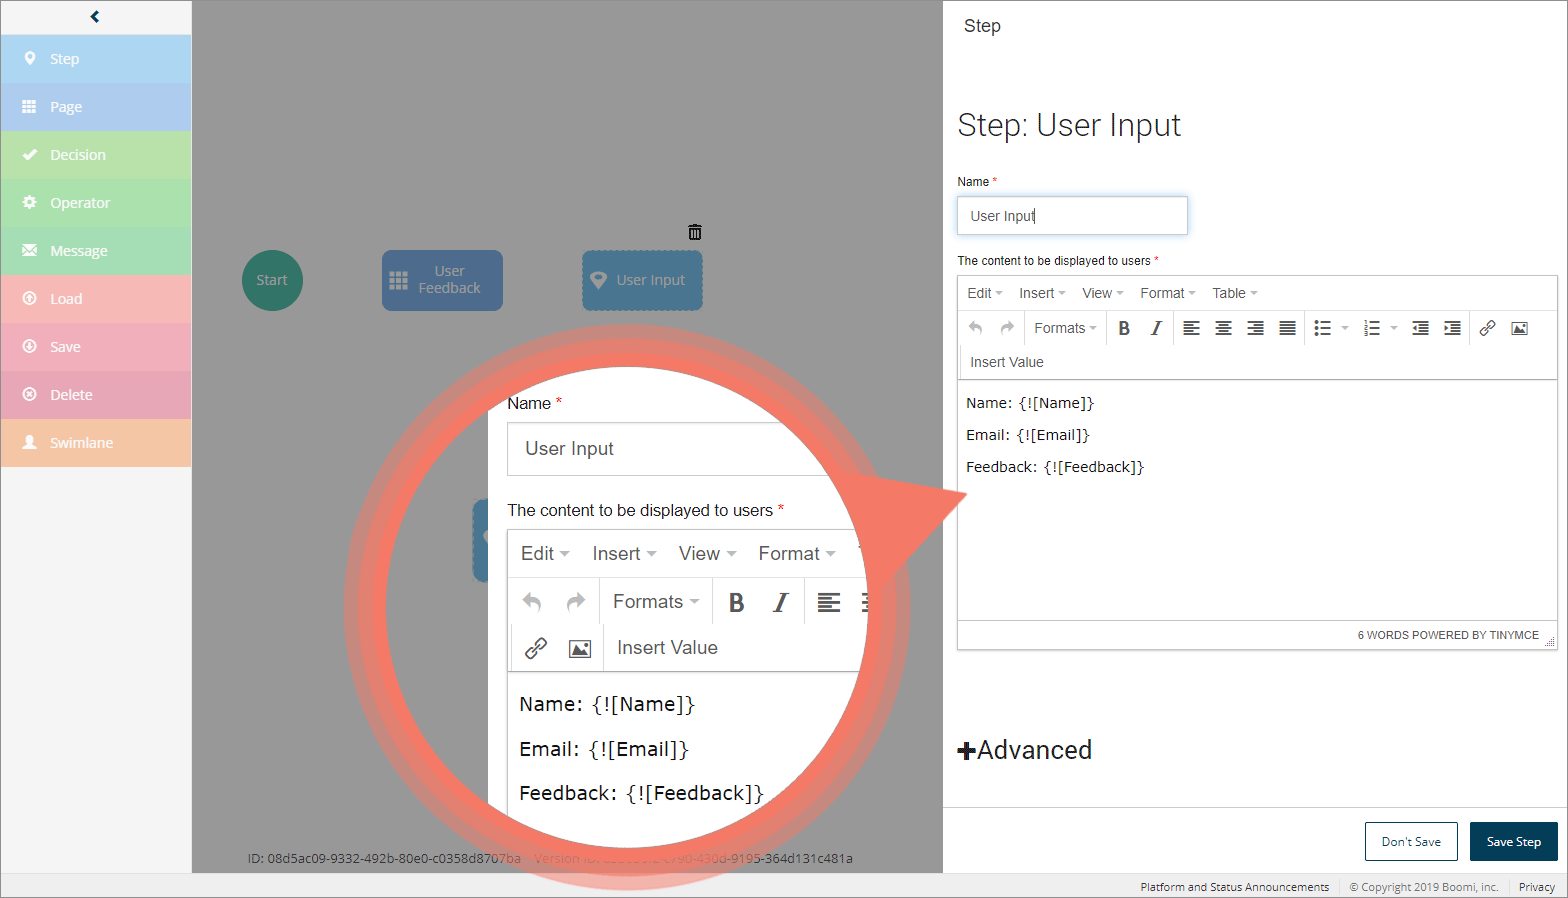 Step
Page
Decision
Operator
Message
Load
Save
Delete
Swimlane
Start
User
Feedback
User Input
Name *
User Input
The content to be displayed to users *
Edit
Insert
View
Format
Formats
B
I
Insert Value
Name: {![Name]}
Email: {![Email]}
Feedback: {![Feedback]}
ID: 08d5ac09-9332-492b-80e0-c0358d8707ba
9195-364d131c481a
Step
Step: User Input
Name *
User Input
The content to be displayed to users *
Edit Insert View Format Table
Formats B I
Insert Value
Name: {![Name]}
Email: {![Email]}
Feedback: {![Feedback]}
6 WORDS POWERED BY TINYMCE
Advanced
Don't Save Save Step
Platform and Status Announcements © Copyright 2019 Boomi, inc. Privacy